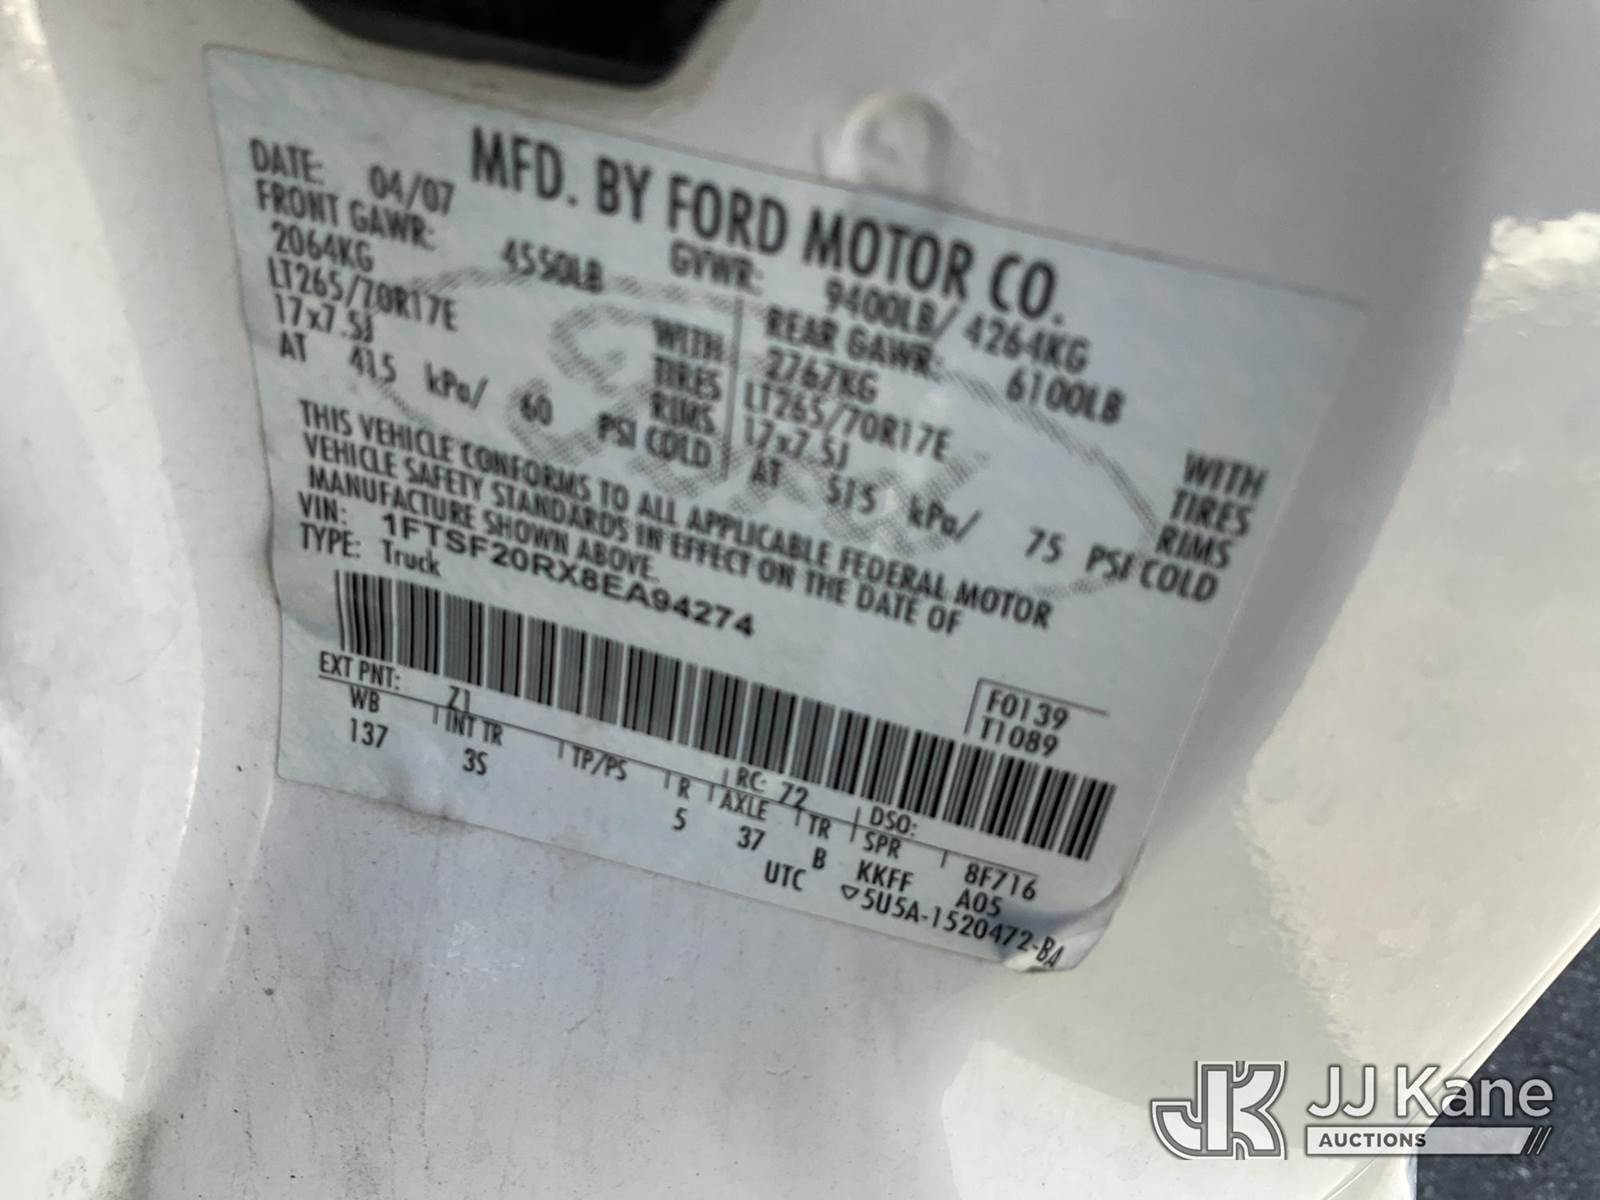 MFD. BY FORD MOTOR CO.
DATE: 04/07 GVWR: 9400LB/ 4264KG
FRONT GAWR: 4550LB REAR GAWR: 6100LB
2064KG WITH 2767KG WITH
LT265/70R17E TIRES LT265/70R17E TIRES
17x7.5J RIMS 17x7.5J RIMS
AT 415 kPa/ 60 PSI COLD AT 515 kPa/ 75 PSI COLD
THIS VEHICLE CONFORMS TO ALL APPLICABLE FEDERAL MOTOR
VEHICLE SAFETY STANDARDS IN EFFECT ON THE DATE OF
MANUFACTURE SHOWN ABOVE.
VIN: 1FTSF20RX8EA94274
TYPE: Truck
F0139
T1089
EXT PNT: Z1 RC: 72 DSO:
WB INT TR TP/PS R AXLE TR SPR 8F716
137 3S 5 37 B KKFF A05
UTC ▽5U5A-1520472-BA
JK JJ Kane
AUCTIONS